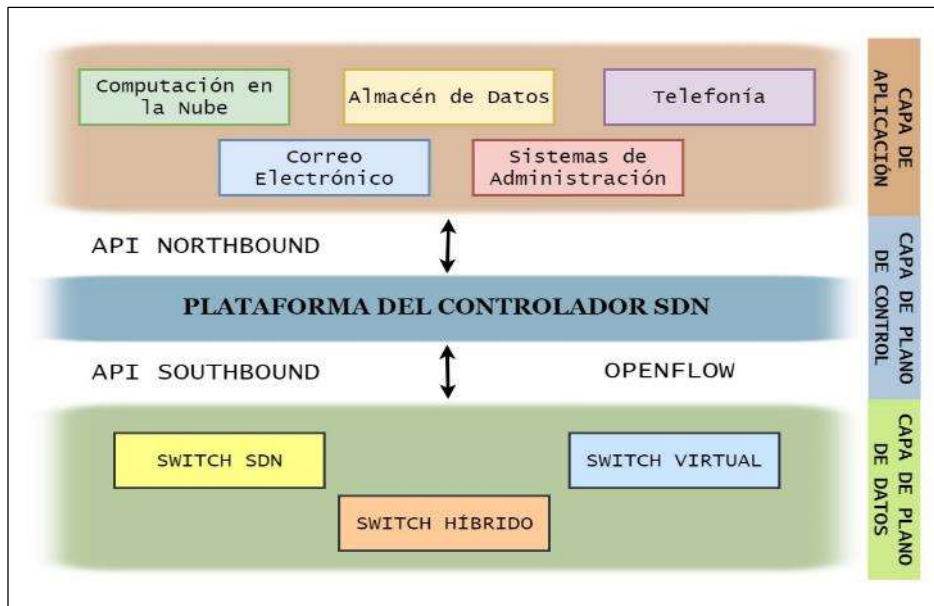 Computación en
la Nube
Almacén de Datos
Telefonía
Correo
Electrónico
Sistemas de
Administración
CAPA DE
APLICACIÓN
API NORTHBOUND
PLATAFORMA DEL CONTROLADOR SDN
CAPA DE PLANO
DE CONTROL
API SOUTHBOUND
OPENFLOW
SWITCH SDN
SWITCH VIRTUAL
SWITCH HÍBRIDO
CAPA DE PLANO
DE DATOS